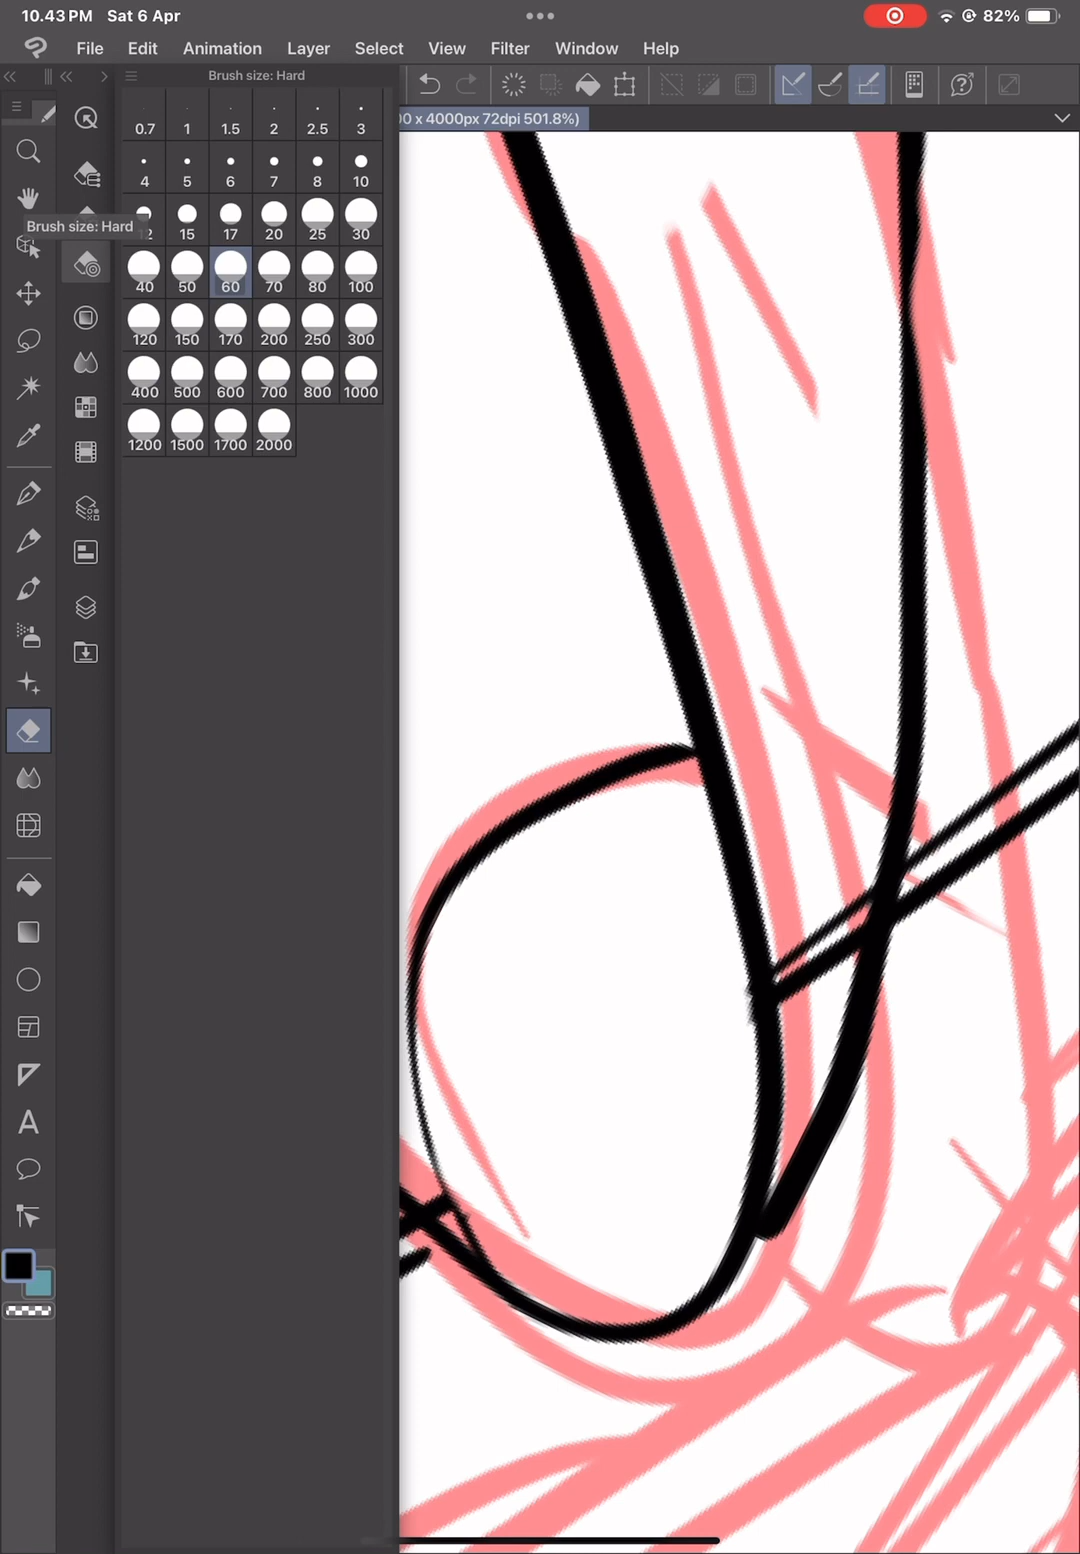 10.43 PM Sat 6 Apr 82%
File Edit Animation Layer Select View Filter Window Help
Brush size: Hard
00 x 4000px 72dpi 501.8%)
0.7 1 1.5 2 2.5 3
4 5 6 7 8 10
Brush size: Hard
12 15 17 20 25 30
40 50 60 70 80 100
120 150 170 200 250 300
400 500 600 700 800 1000
1200 1500 1700 2000